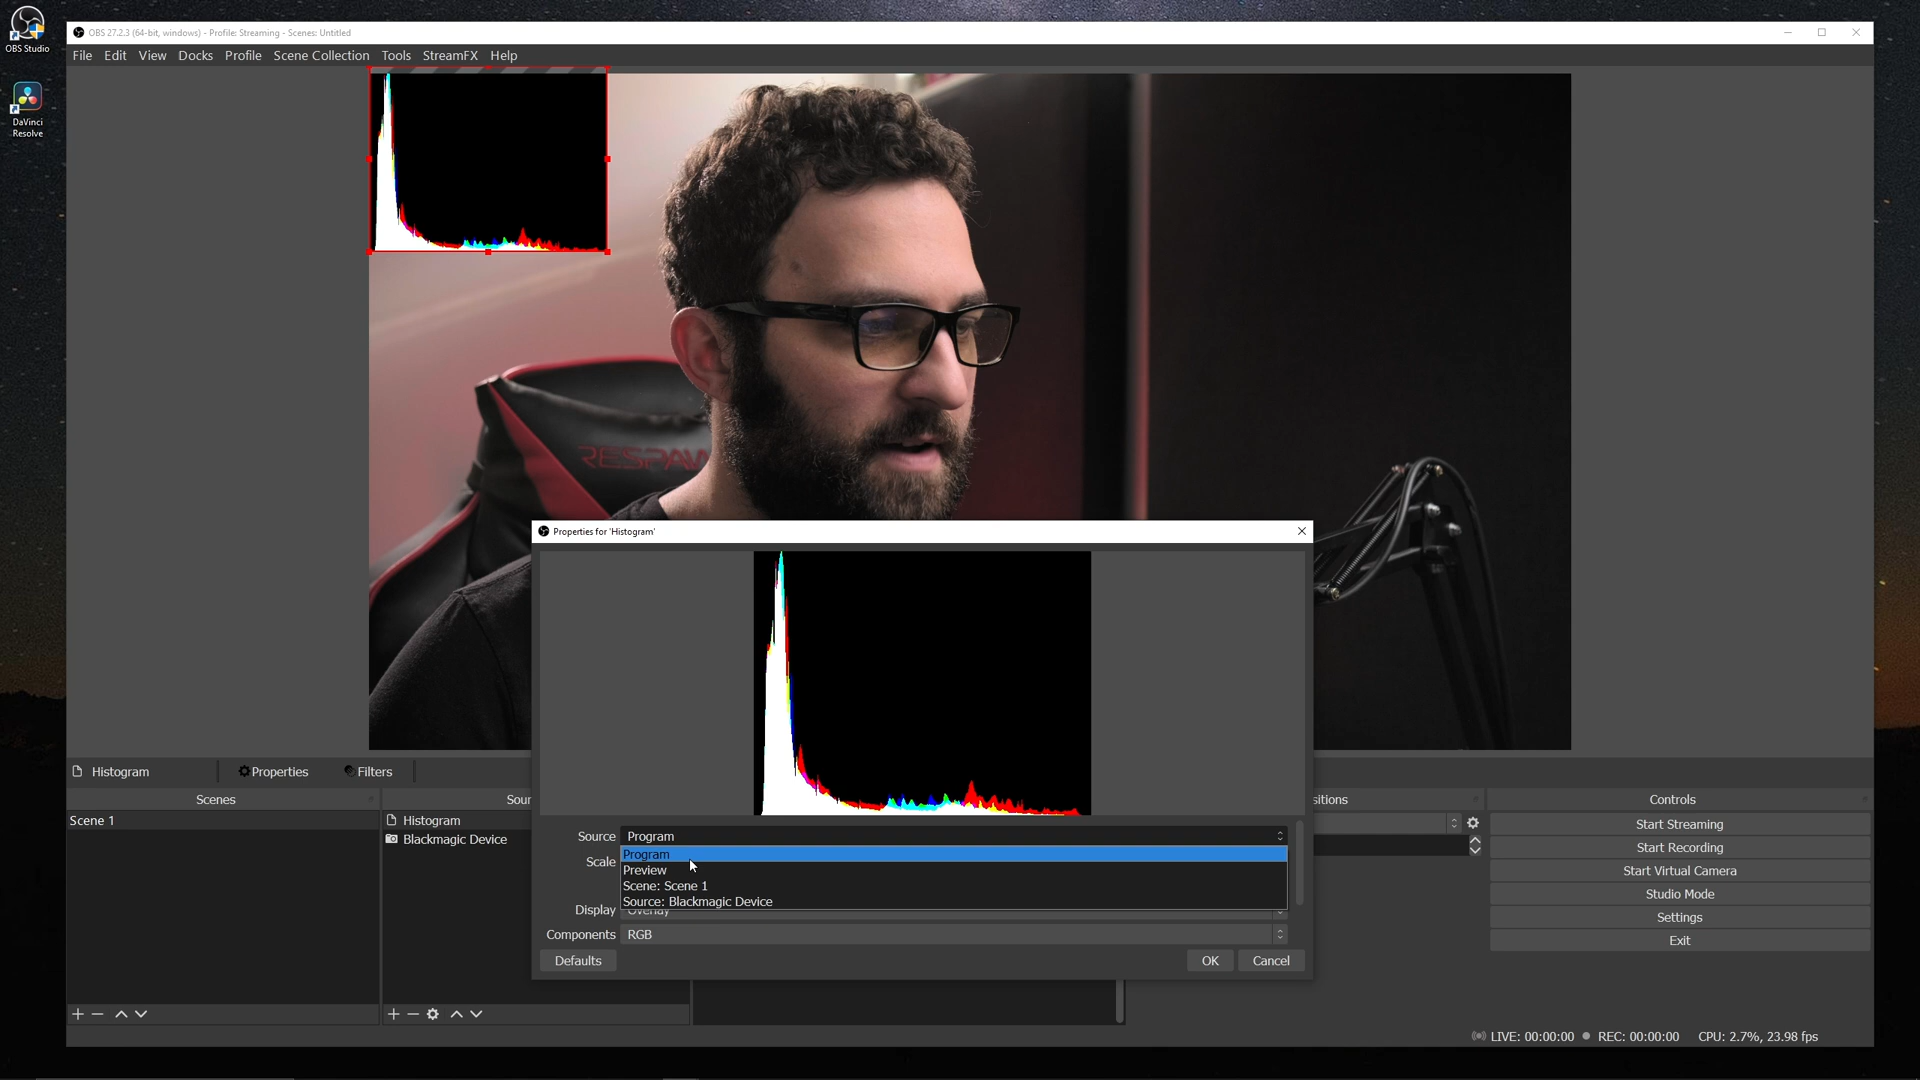 OBS Studio
DaVinci
Resolve
OBS 27.2.3 (64-bit, windows) - Profile: Streaming - Scenes: Untitled
File Edit View Docks Profile Scene Collection Tools StreamFX Help
RESPAW
Properties for 'Histogram'
Histogram Properties Filters
Scenes
Sour
sitions
Controls
Scene 1
Histogram
Blackmagic Device
Source Program
Scale
Program
Preview
Scene: Scene 1
Source: Blackmagic Device
Display Overlay
Components RGB
Defaults OK Cancel
Start Streaming
Start Recording
Start Virtual Camera
Studio Mode
Settings
Exit
LIVE: 00:00:00 REC: 00:00:00 CPU: 2.7%, 23.98 fps